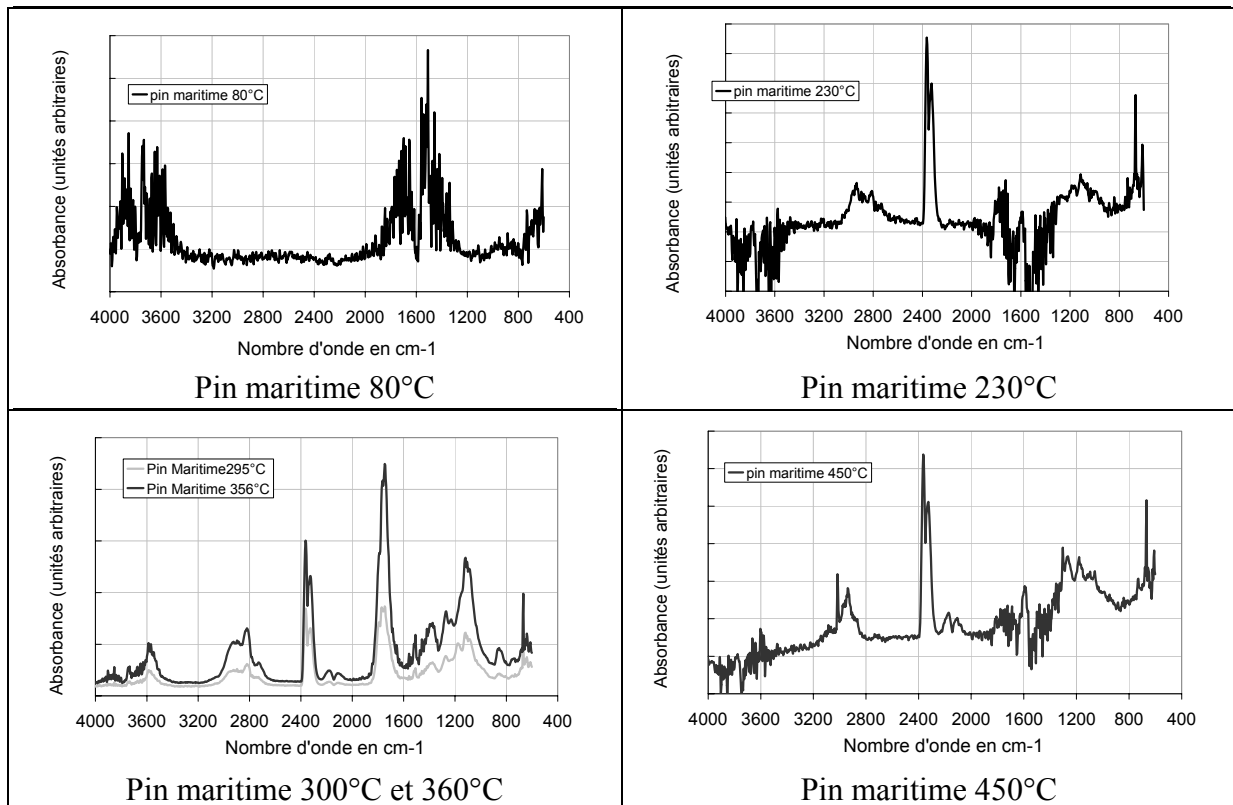 Absorbance (unités arbitraires)
pin maritime 80°C
4000 3600 3200 2800 2400 2000 1600 1200 800 400
Nombre d'onde en cm-1
Pin maritime 80°C
Absorbance (unités arbitraires)
pin maritime 230°C
4000 3600 3200 2800 2400 2000 1600 1200 800 400
Nombre d'onde en cm-1
Pin maritime 230°C
Absorbance (unités arbitraires)
Pin Maritime295°C
Pin Maritime 356°C
4000 3600 3200 2800 2400 2000 1600 1200 800 400
Nombre d'onde en cm-1
Pin maritime 300°C et 360°C
Absorbance (unités arbitraires)
pin maritime 450°C
4000 3600 3200 2800 2400 2000 1600 1200 800 400
Nombre d'onde en cm-1
Pin maritime 450°C